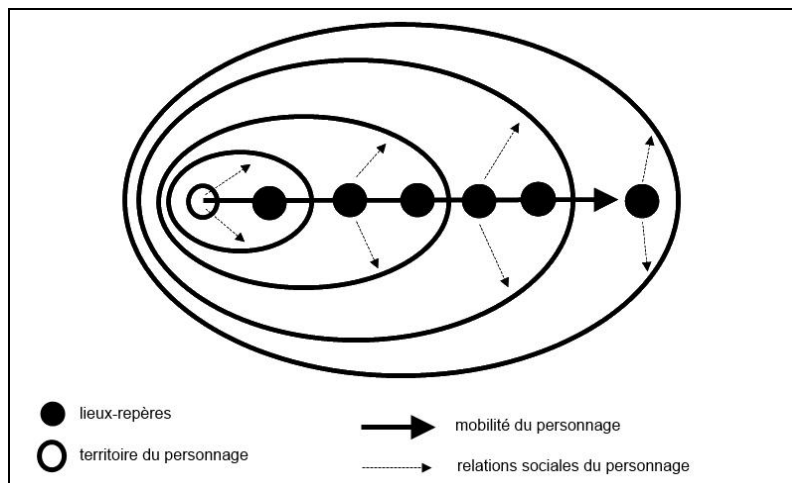 lieux-repères
territoire du personnage
mobilité du personnage
relations sociales du personnage